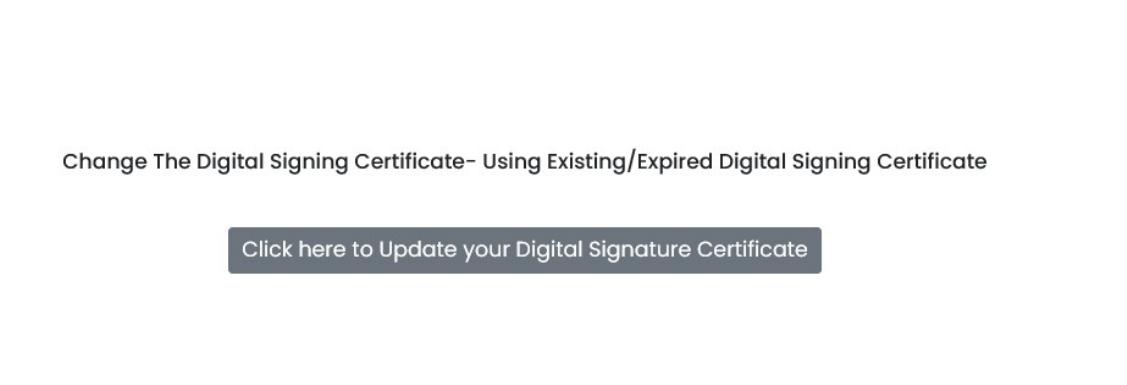 Change The Digital Signing Certificate- Using Existing/Expired Digital Signing Certificate
Click here to Update your Digital Signature Certificate